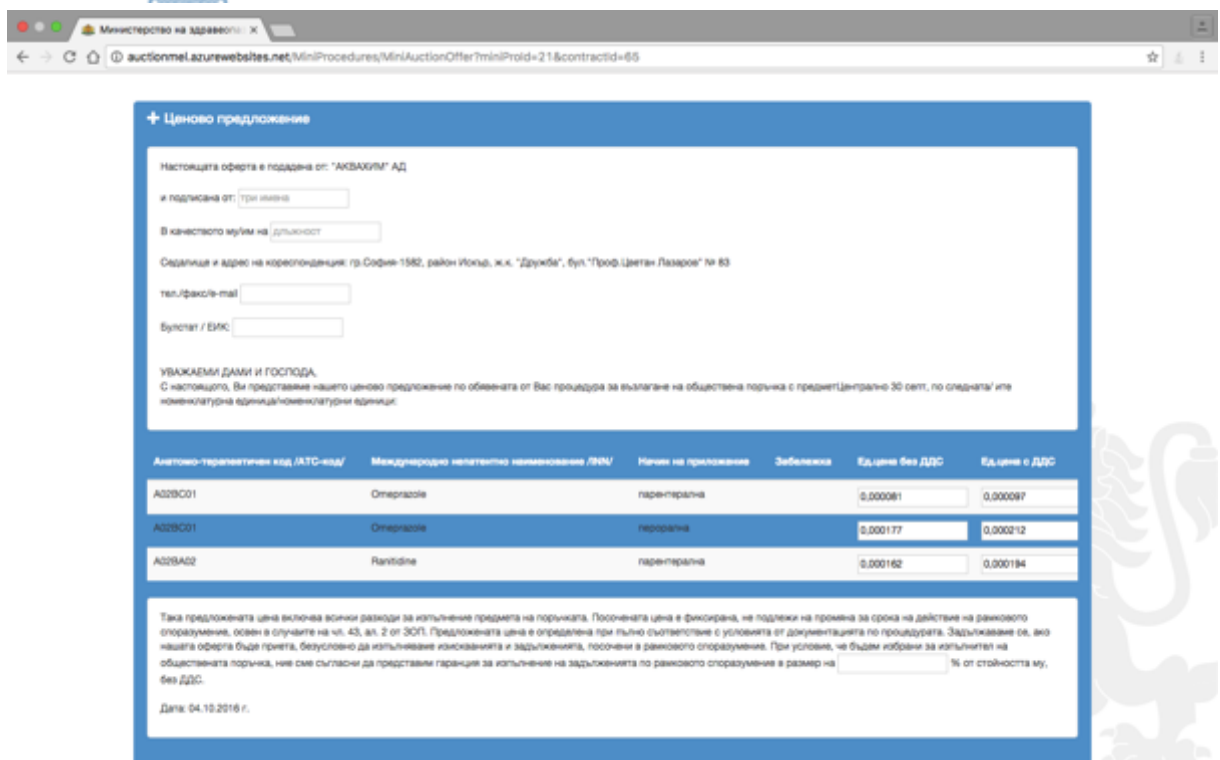 Министерство на здравеопа
auctionmel.azurewebsites.net/MiniProcedures/MiniAuctionOffer?miniProId=21&contractid=65
Ценово предложение
Настоящата оферта е подадена от: "АКВАХИМ" АД
и подписана от: три имена
В качеството му/им на длъжност
Седалище и адрес на кореспонденция: гр.София-1582, район Искър, ж.к. "Дружба", бул."Проф.Цветан Лазаров" № 83
тел./факс/e-mail
Булстат / ЕИК:
УВАЖАЕМИ ДАМИ И ГОСПОДА,
С настоящото, Ви представяме нашето ценово предложение по обявената от Вас процедура за възлагане на обществена поръчка с предметЦентрално 30 септ, по следната/ ите
номенклатурна единица/номенклатурни единици:
Анатомо-терапевтичен код /АТС-код/ Международно непатентно наименование /INN/ Начин на приложение Забележка Ед.цена без ДДС Ед.цена с ДДС
A02BC01 Omeprazole парентерална 0,000081 0,000097
A02BC01 Omeprazole перорална 0,000177 0,000212
A02BA02 Ranitidine парентерална 0,000162 0,000194
Така предложената цена включва всички разходи за изпълнение предмета на поръчката. Посочената цена е фиксирана, не подлежи на промяна за срока на действие на рамковото
споразумение, освен в случаите на чл. 43, ал. 2 от ЗОП. Предложената цена е определена при пълно съответствие с условията от документацията по процедурата. Задължаваме се, ако
нашата оферта бъде приета, безусловно да изпълняваме изискванията и задълженията, посочени в рамковото споразумение. При условие, че бъдем избрани за изпълнител на
обществената поръчка, ние сме съгласни да представим гаранция за изпълнение на задълженията по рамковото споразумение в размер на % от стойността му,
без ДДС.
Дата: 04.10.2016 г.